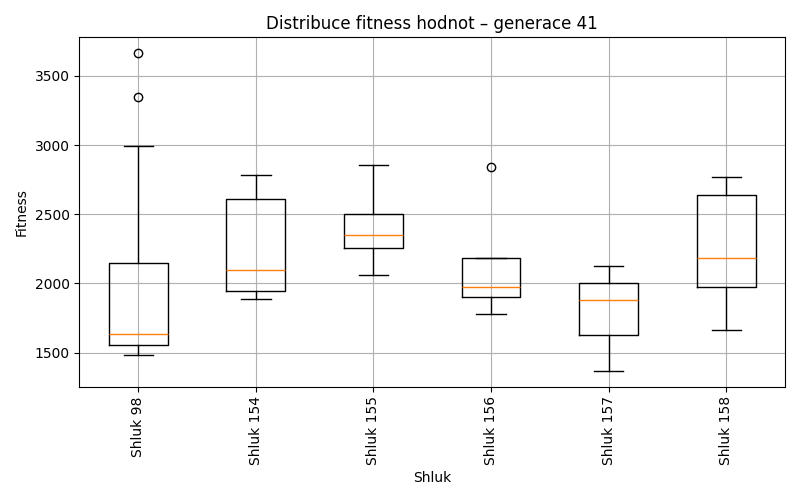 Distribuce fitness hodnot – generace 41
Fitness
3500
3000
2500
2000
1500
Shluk 98
Shluk 154
Shluk 155
Shluk 156
Shluk 157
Shluk 158
Shluk